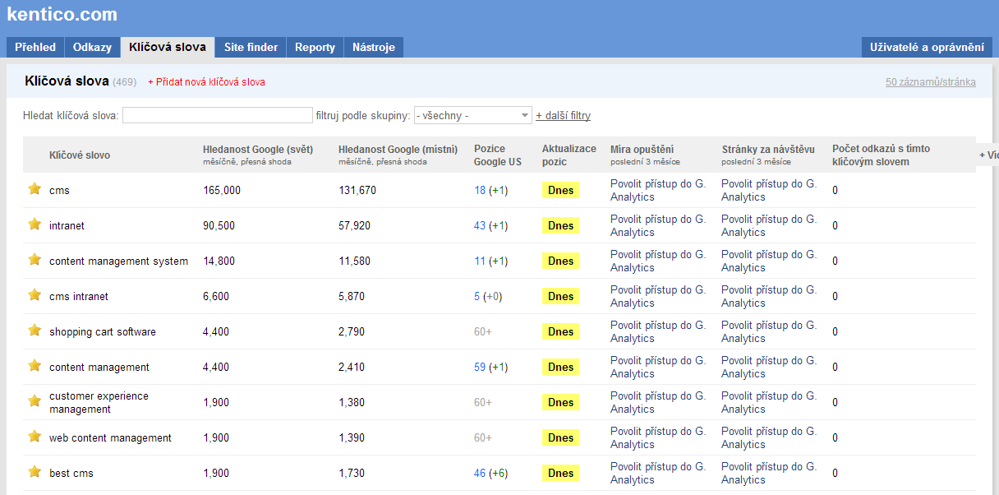 kentico.com
Přehled Odkazy Klíčová slova Site finder Reporty Nástroje Uživatelé a oprávnění
Klíčová slova (469) + Přidat nová klíčová slova 50 záznamů/stránka
Hledat klíčová slova: filtruj podle skupiny: - všechny - + další filtry
Klíčové slovo Hledanost Google (svět) Hledanost Google (místní) Pozice Aktualizace Míra opuštění Stránky za návštěvu Počet odkazů s tímto
měsíčně, přesná shoda měsíčně, přesná shoda Google US pozic poslední 3 měsíce poslední 3 měsíce klíčovým slovem
cms 165,000 131,670 18 (+1) Dnes Povolit přístup do G. Povolit přístup do G. 0
Analytics Analytics
intranet 90,500 57,920 43 (+1) Dnes Povolit přístup do G. Povolit přístup do G. 0
Analytics Analytics
content management system 14,800 11,580 11 (+1) Dnes Povolit přístup do G. Povolit přístup do G. 0
Analytics Analytics
cms intranet 6,600 5,870 5 (+0) Dnes Povolit přístup do G. Povolit přístup do G. 0
Analytics Analytics
shopping cart software 4,400 2,790 60+ Dnes Povolit přístup do G. Povolit přístup do G. 0
Analytics Analytics
content management 4,400 2,410 59 (+1) Dnes Povolit přístup do G. Povolit přístup do G. 0
Analytics Analytics
customer experience 1,900 1,380 60+ Dnes Povolit přístup do G. Povolit přístup do G. 0
management Analytics Analytics
web content management 1,900 1,390 60+ Dnes Povolit přístup do G. Povolit přístup do G. 0
Analytics Analytics
best cms 1,900 1,730 46 (+6) Dnes Povolit přístup do G. Povolit přístup do G. 0
Analytics Analytics